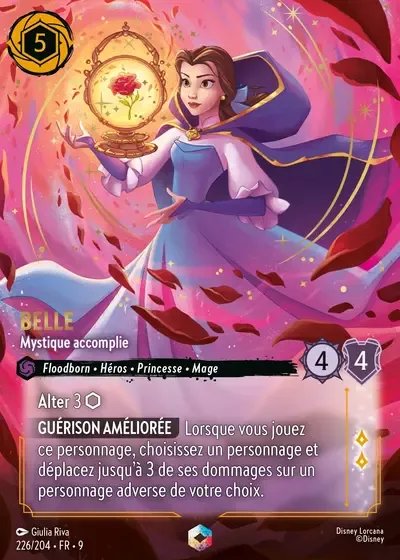 5
BELLE
Mystique accomplie
Floodborn • Héros • Princesse • Mage
4
4
Alter 3
GUÉRISON AMÉLIORÉE Lorsque vous jouez
ce personnage, choisissez un personnage et
déplacez jusqu'à 3 de ses dommages sur un
personnage adverse de votre choix.
Giulia Riva
226/204 • FR • 9
Disney Lorcana
©Disney